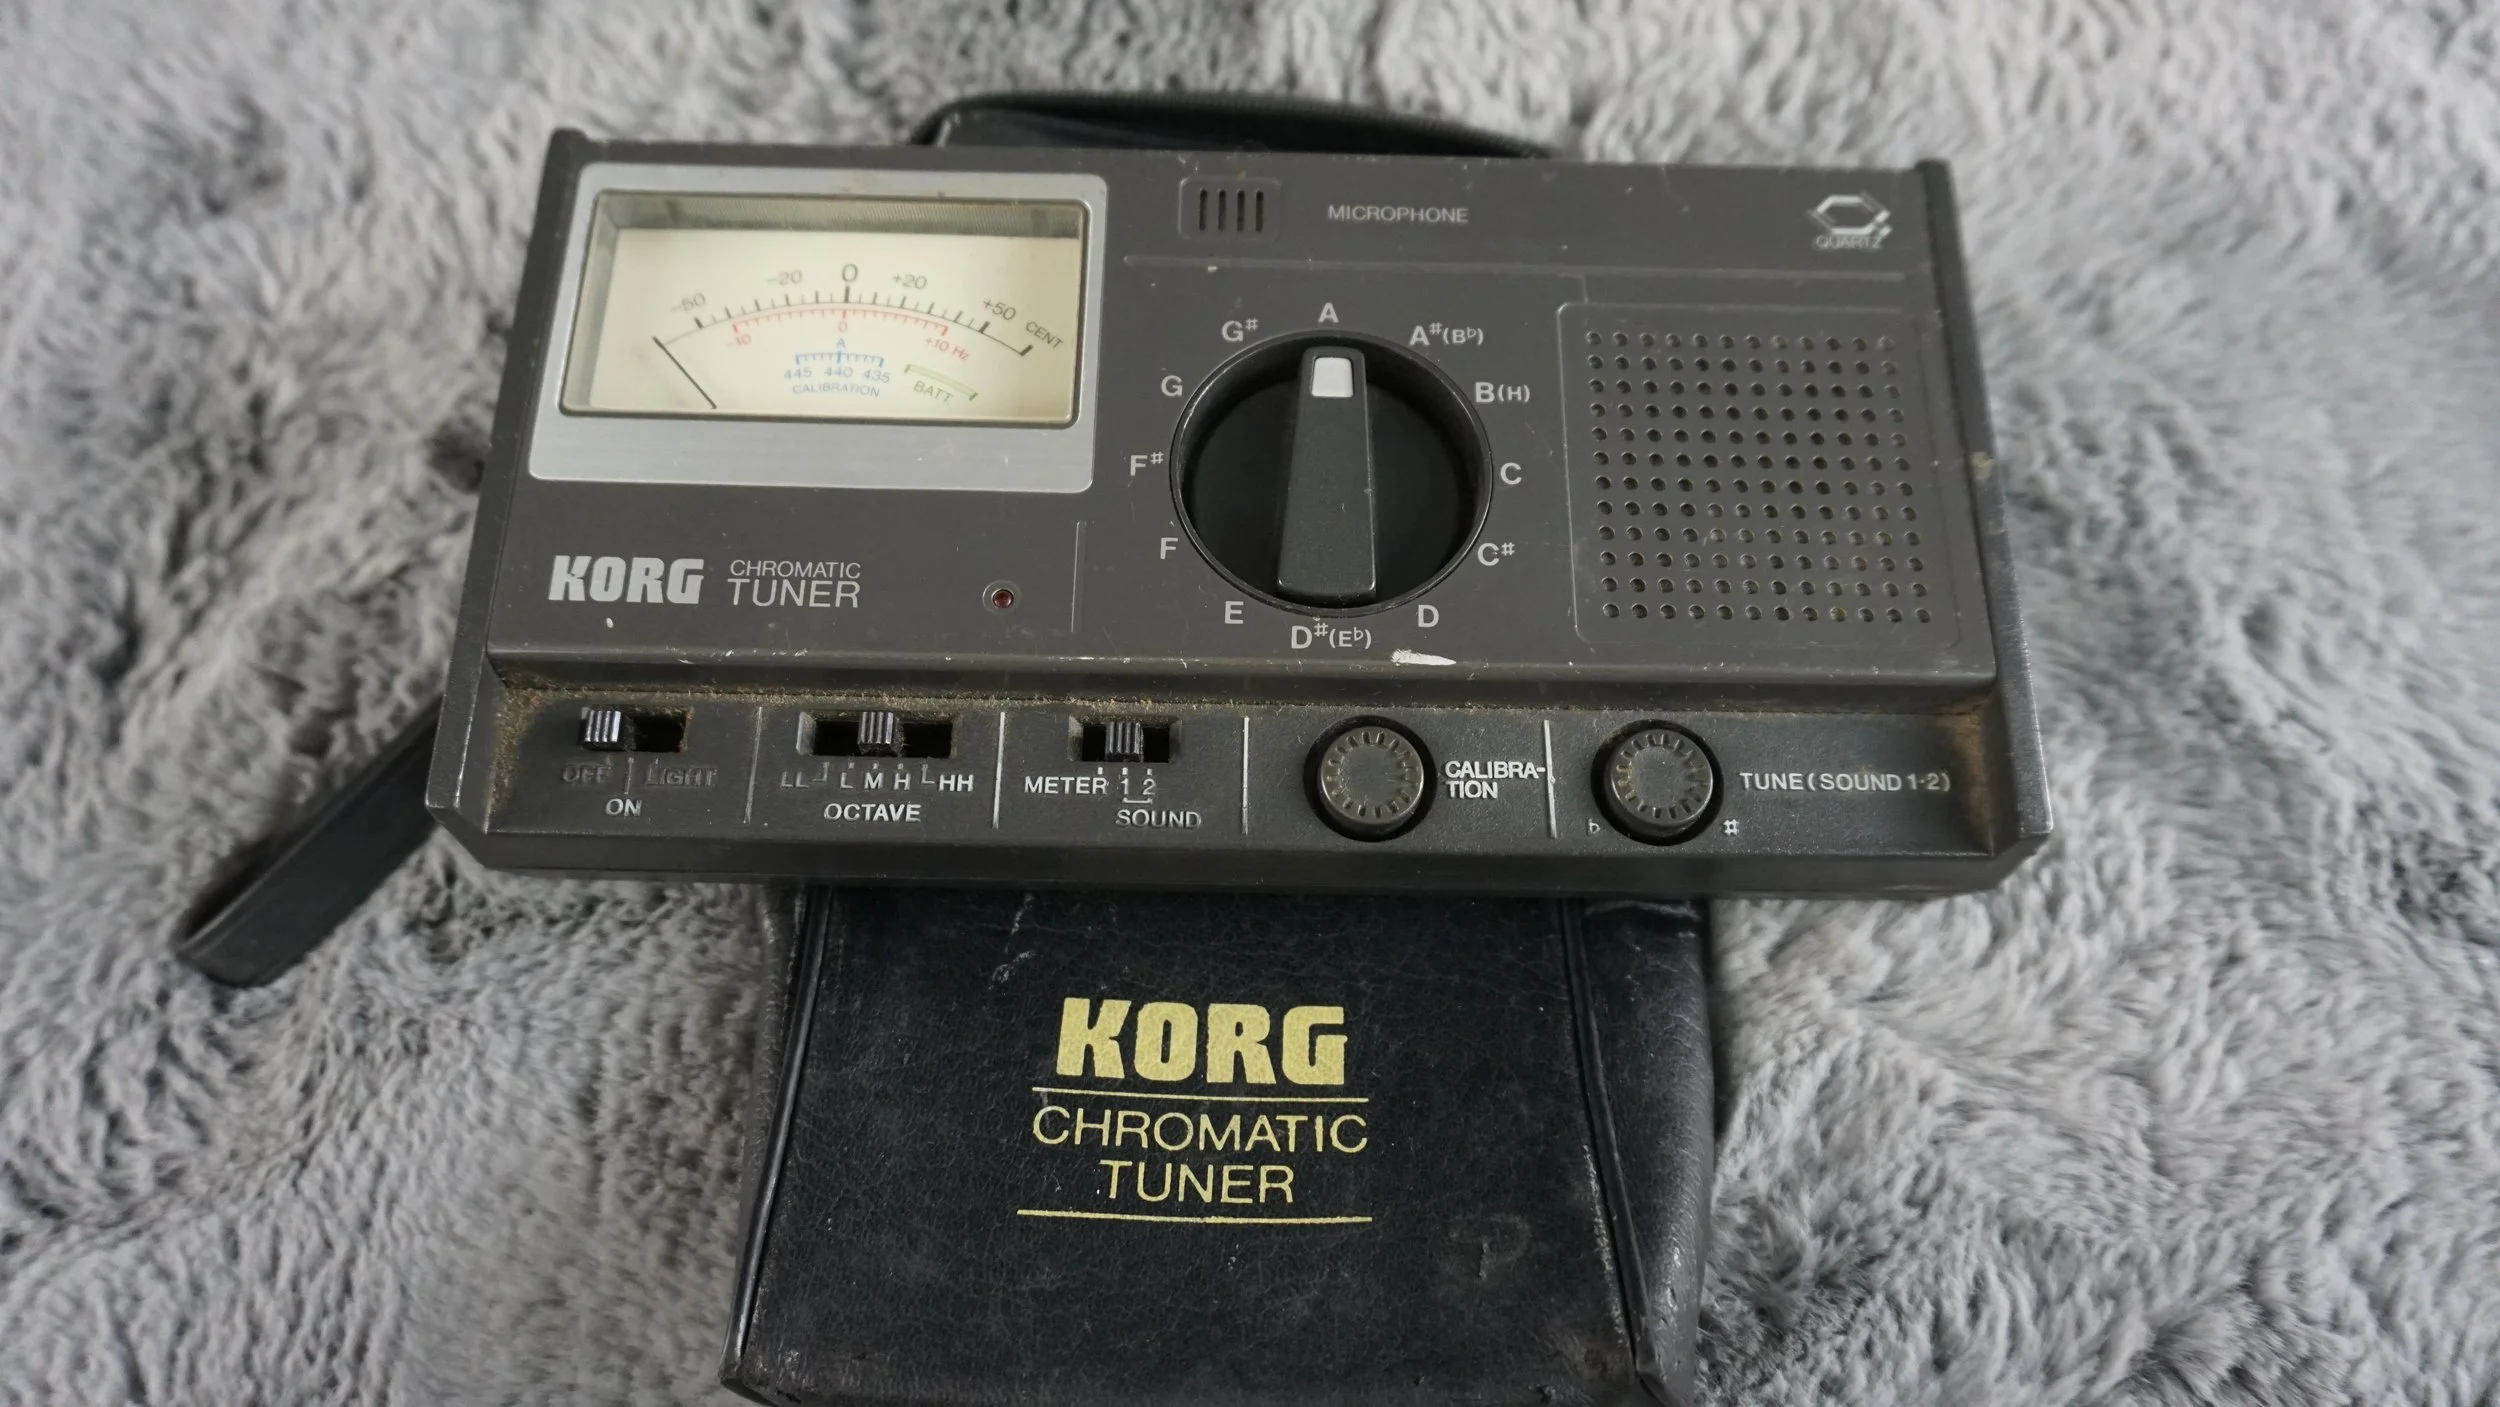 MICROPHONE
QUARTZ
-50 -20 0 +20 +50 CENT
-10 0 +10 Hz
A
445 440 435
CALIBRATION
BATT.
A
G♯ A♯(B♭)
G B(H)
F♯ C
F C♯
E D
D♯(E♭)
KORG CHROMATIC
TUNER
OFF LIGHT
ON
LL L M H HH
OCTAVE
METER 1 2
SOUND
CALIBRA-
TION
♭ ♯
TUNE(SOUND 1·2)
KORG
CHROMATIC
TUNER